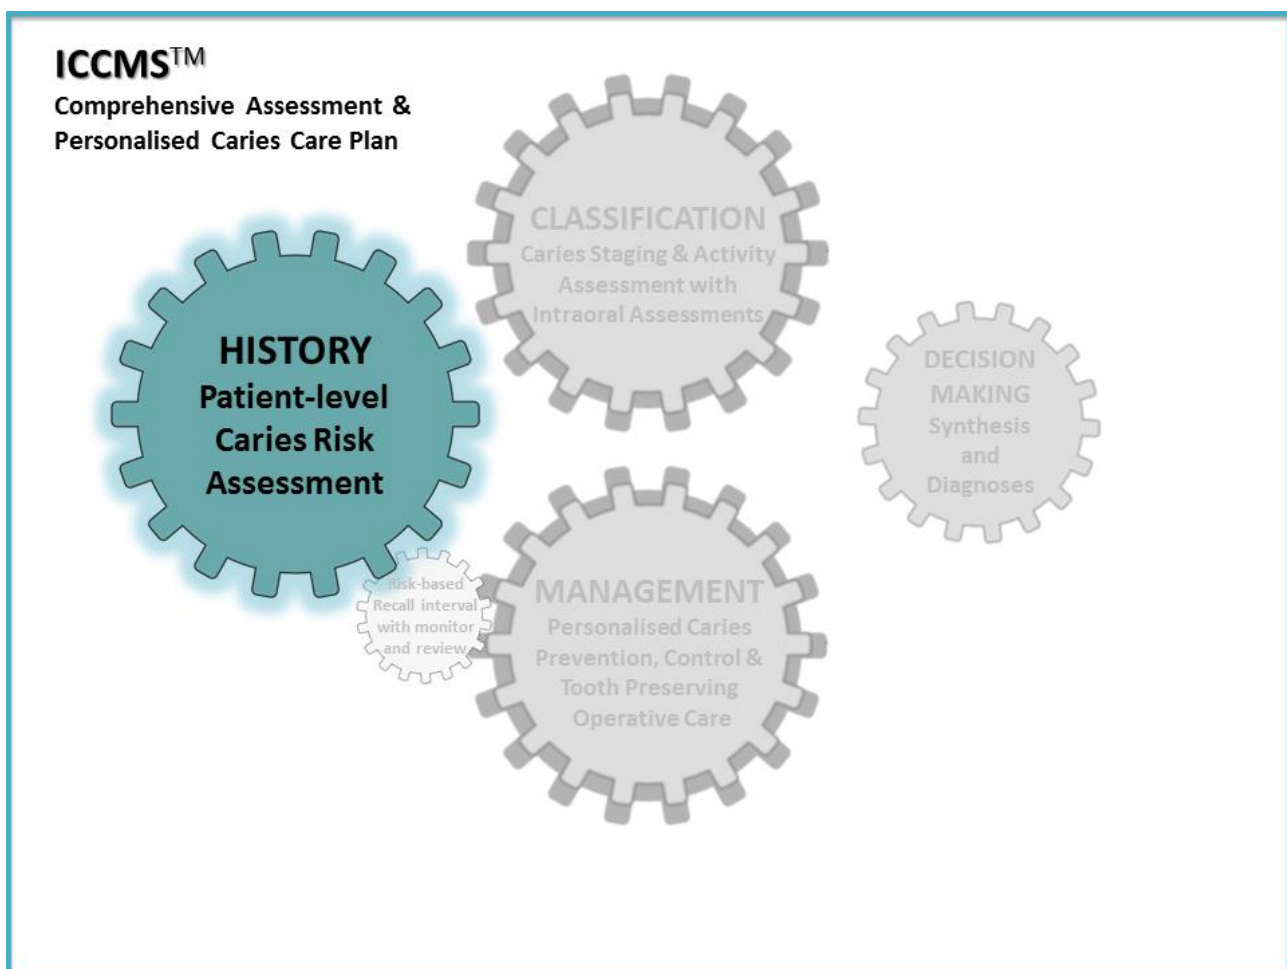 ICCMS™
Comprehensive Assessment &
Personalised Caries Care Plan
HISTORY
Patient-level
Caries Risk
Assessment
CLASSIFICATION
Caries Staging & Activity
Assessment with
Intraoral Assessments
DECISION
MAKING
Synthesis
and
Diagnoses
MANAGEMENT
Personalised Caries
Prevention, Control &
Tooth Preserving
Operative Care
Risk-based
Recall interval
with monitor
and review